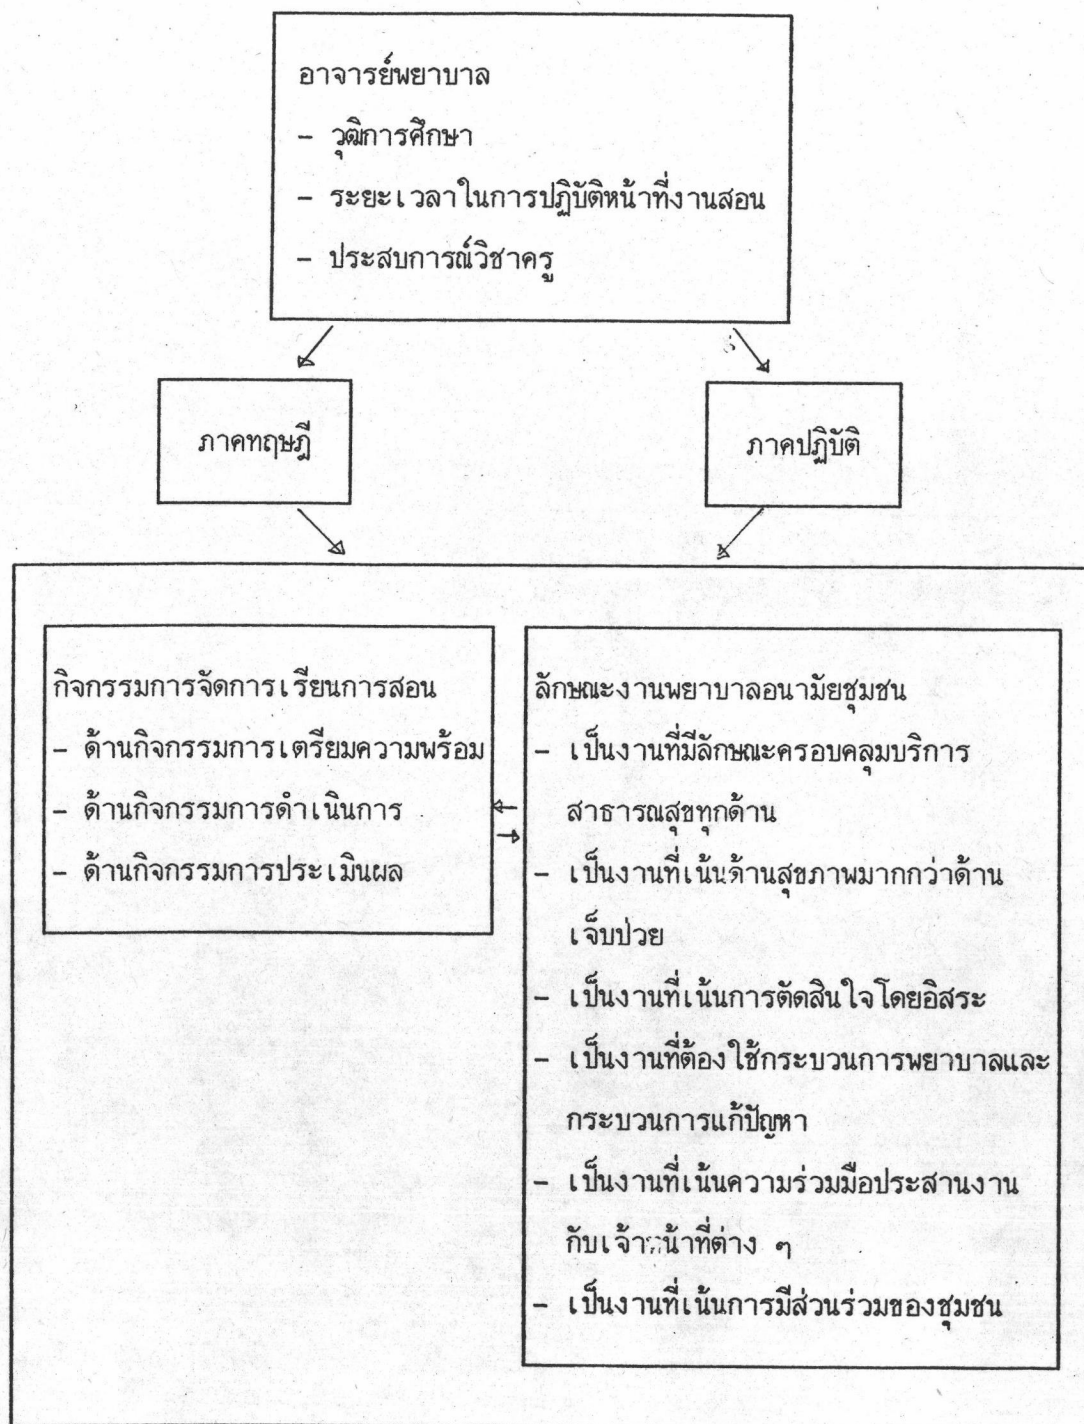 อาจารย์พยาบาล
- วุฒิการศึกษา
- ระยะเวลาในการปฏิบัติหน้าที่งานสอน
- ประสบการณ์วิชาครู
ภาคทฤษฎี
ภาคปฏิบัติ
กิจกรรมการจัดการเรียนการสอน
- ด้านกิจกรรมการเตรียมความพร้อม
- ด้านกิจกรรมการดำเนินการ
- ด้านกิจกรรมการประเมินผล
ลักษณะงานพยาบาลอนามัยชุมชน
- เป็นงานที่มีลักษณะครอบคลุมบริการ
สาธารณสุขทุกด้าน
- เป็นงานที่เน้นด้านสุขภาพมากกว่าด้าน
เจ็บป่วย
- เป็นงานที่เน้นการตัดสินใจโดยอิสระ
- เป็นงานที่ต้องใช้กระบวนการพยาบาลและ
กระบวนการแก้ปัญหา
- เป็นงานที่เน้นความร่วมมือประสานงาน
กับเจ้าหน้าที่ต่าง ๆ
- เป็นงานที่เน้นการมีส่วนร่วมของชุมชน